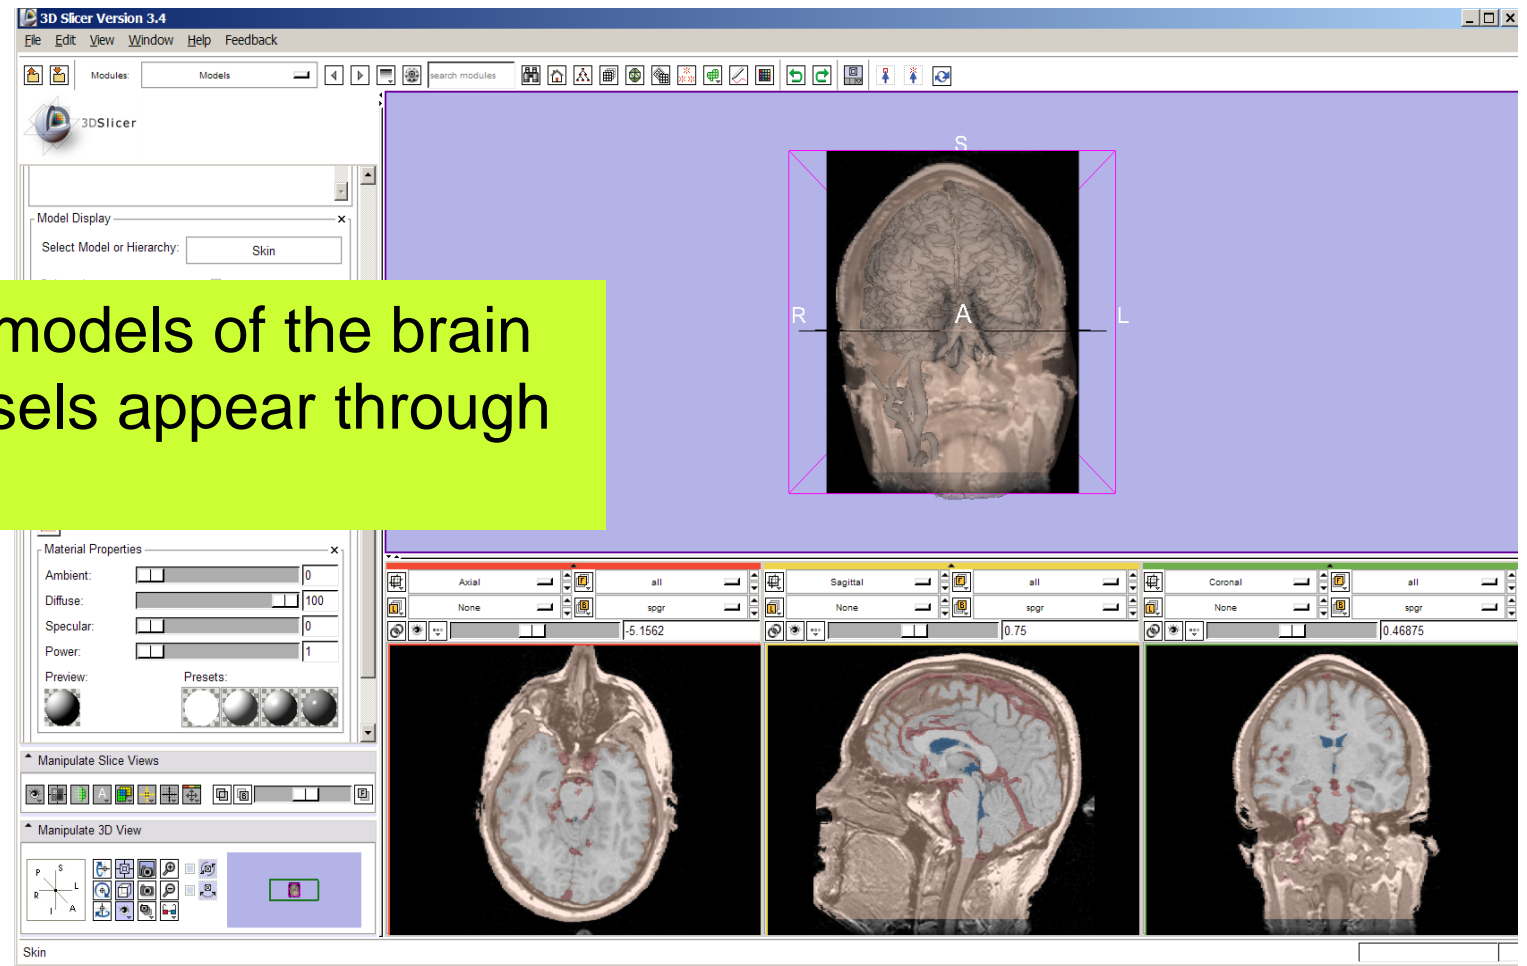 3D Slicer Version 3.4
File Edit View Window Help Feedback
Modules: Models search modules
3DSlicer
Model Display
Select Model or Hierarchy: Skin
models of the brain
sels appear through
S
R A L
Material Properties
Ambient: 0
Diffuse: 100
Specular: 0
Power: 1
Preview: Presets:
Axial F all Sagittal F all Coronal F all
L None B spgr L None B spgr L None B spgr
-5.1562 0.75 0.46875
Manipulate Slice Views
A B F
Manipulate 3D View
P S
R L
I A
Skin